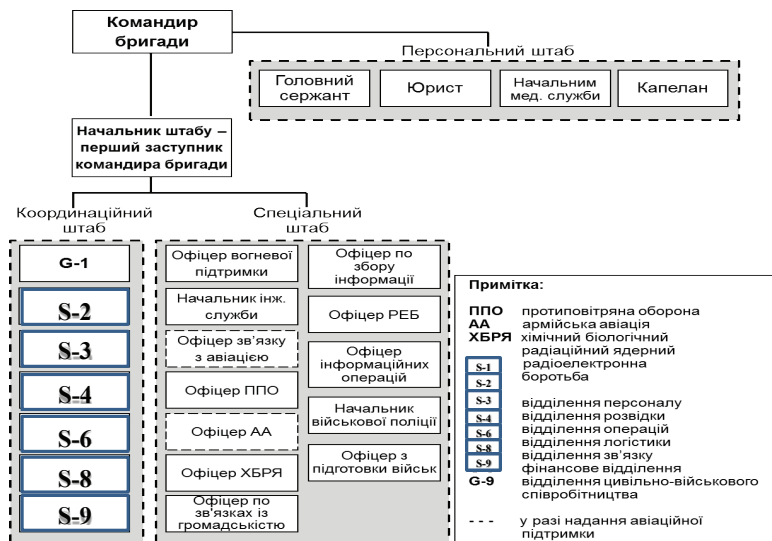 Командир
бригади
Персональний штаб
Головний
сержант
Юрист
Начальним
мед. служби
Капелан
Начальник штабу –
перший заступник
командира бригади
Координаційний
штаб
Спеціальний
штаб
G-1
S-2
S-3
S-4
S-6
S-8
S-9
Офіцер вогневої
підтримки
Начальник інж.
служби
Офіцер зв’язку
з авіацією
Офіцер ППО
Офіцер АА
Офіцер ХБРЯ
Офіцер по
зв’язках із
громадськістю
Офіцер по
збору
інформації
Офіцер РЕБ
Офіцер
інформаційних
операцій
Начальник
військової поліції
Офіцер з
підготовки військ
Примітка:
ППО протиповітряна оборона
АА армійська авіація
ХБРЯ хімічний біологічний
радіаційний ядерний
S-1 радіоелектронна
S-2 боротьба
S-3 відділення персоналу
S-4 відділення розвідки
S-6 відділення операцій
S-8 відділення логістики
S-9 відділення зв’язку
фінансове відділення
G-9 відділення цивільно-військового
співробітництва
- - - у разі надання авіаційної
підтримки